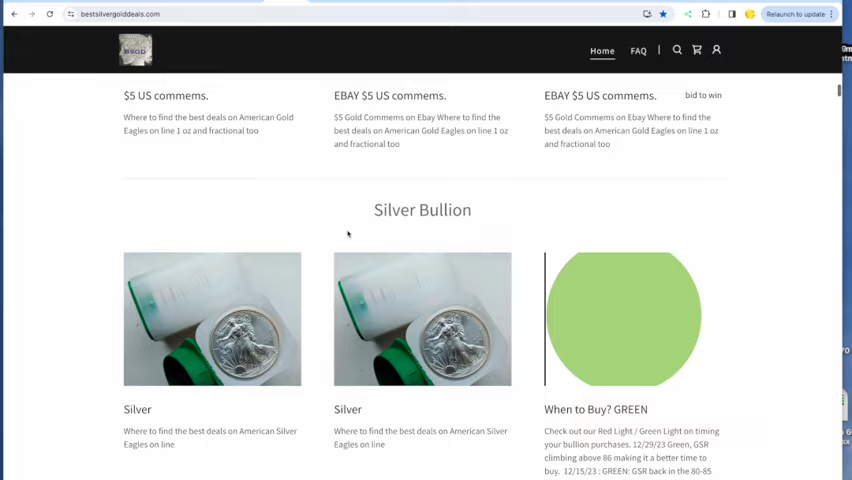 bestsilvergolddeals.com
Relaunch to update
BSGD
Home FAQ
$5 US commems.
Where to find the best deals on American Gold
Eagles on line 1 oz and fractional too
EBAY $5 US commems.
$5 Gold Commems on Ebay Where to find the
best deals on American Gold Eagles on line 1
oz and fractional too
EBAY $5 US commems. bid to win
$5 Gold Commems on Ebay Where to find the
best deals on American Gold Eagles on line 1
oz and fractional too
Silver Bullion
Silver
Where to find the best deals on American Silver
Eagles on line
Silver
Where to find the best deals on American Silver
Eagles on line
When to Buy? GREEN
Check out our Red Light / Green Light on timing
your bullion purchases. 12/29/23 Green, GSR
climbing above 86 making it a better time to
buy. 12/15/23 : GREEN: GSR back in the 80-85